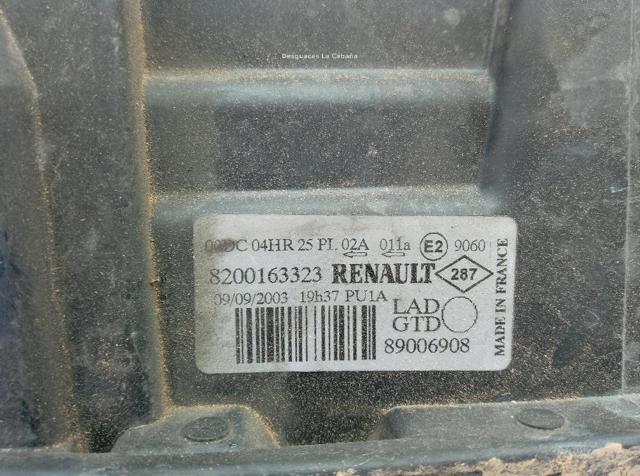 Desguaces La Cabaña
DC 04HR 25 PL 02A 011a E2 9060
8200163323 RENAULT 287
09/09/2003 19h37 PU1A
LAD
GTD
89006908
MADE IN FRANCE